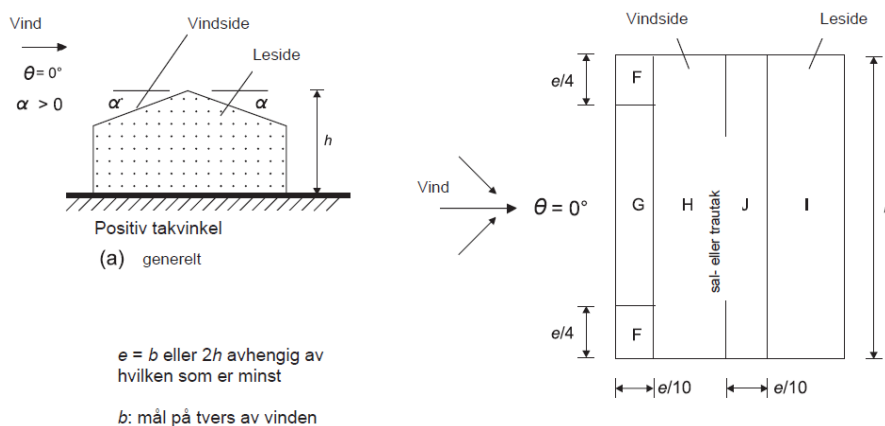 Vind
Vindside
Leside
θ = 0°
α > 0
α
α
h
Positiv takvinkel
(a) generelt
e = b eller 2h avhengig av
hvilken som er minst
b: mål på tvers av vinden
Vindside
Leside
e/4
F
Vind
θ = 0°
G
H
sal- eller trautak
J
I
e/4
F
e/10
e/10